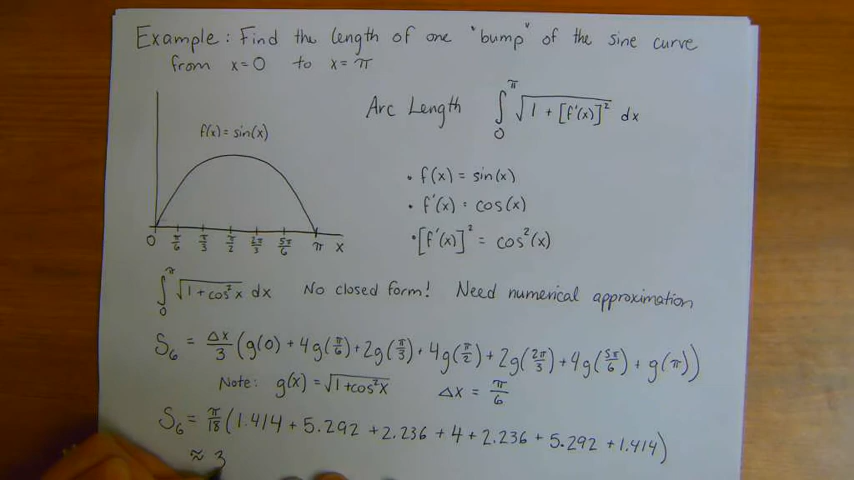 Example: Find the length of one "bump" of the sine curve
from x=0 to x=π
Arc Length ∫₀^π √(1 + [f'(x)]²) dx
f(x) = sin(x)
0 π/6 π/3 π/2 2π/3 5π/6 π x
• f(x) = sin(x)
• f'(x) = cos(x)
• [f'(x)]² = cos²(x)
∫₀^π √(1 + cos²x) dx No closed form! Need numerical approximation
S₆ = Δx/3 (g(0) + 4g(π/6) + 2g(π/3) + 4g(π/2) + 2g(2π/3) + 4g(5π/6) + g(π))
Note: g(x) = √(1+cos²x) Δx = π/6
S₆ = π/18 (1.414 + 5.292 + 2.236 + 4 + 2.236 + 5.292 + 1.414)
≈ 3